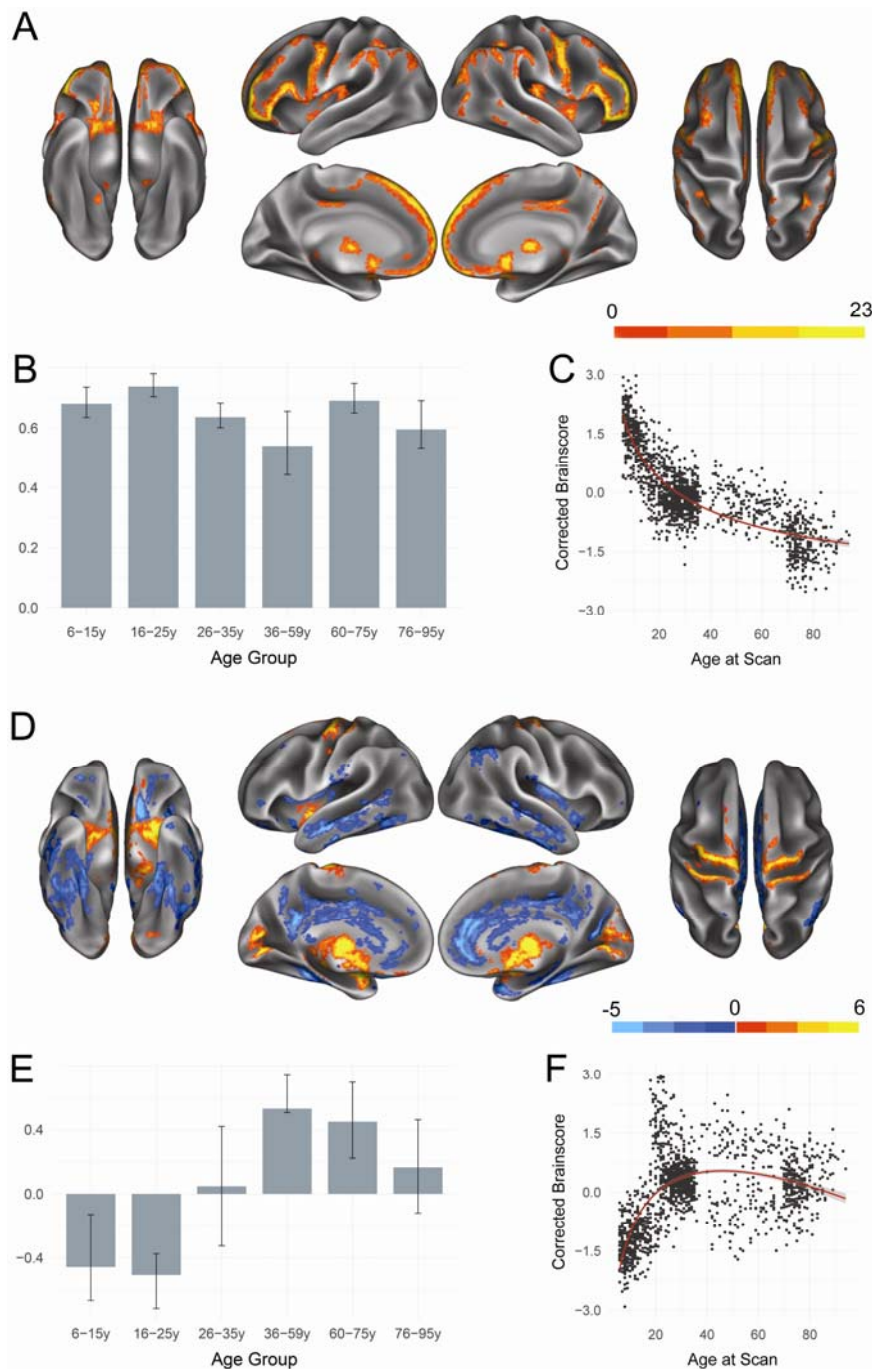 A
0 23
B
0.6
0.4
0.2
0.0
6−15y 16−25y 26−35y 36−59y 60−75y 76−95y
Age Group
C
Corrected Brainscore
3.0
1.5
0.0
−1.5
−3.0
20 40 60 80
Age at Scan
D
-5 0 6
E
0.4
0.0
−0.4
6−15y 16−25y 26−35y 36−59y 60−75y 76−95y
Age Group
F
Corrected Brainscore
3.0
1.5
0.0
−1.5
−3.0
20 40 60 80
Age at Scan